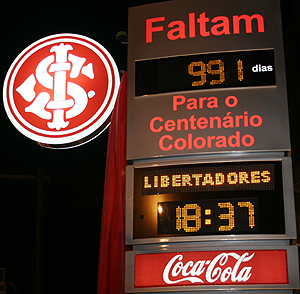 Faltam
991 dias
Para o
Centenário
Colorado
LIBERTADORES
18:37
Coca-Cola